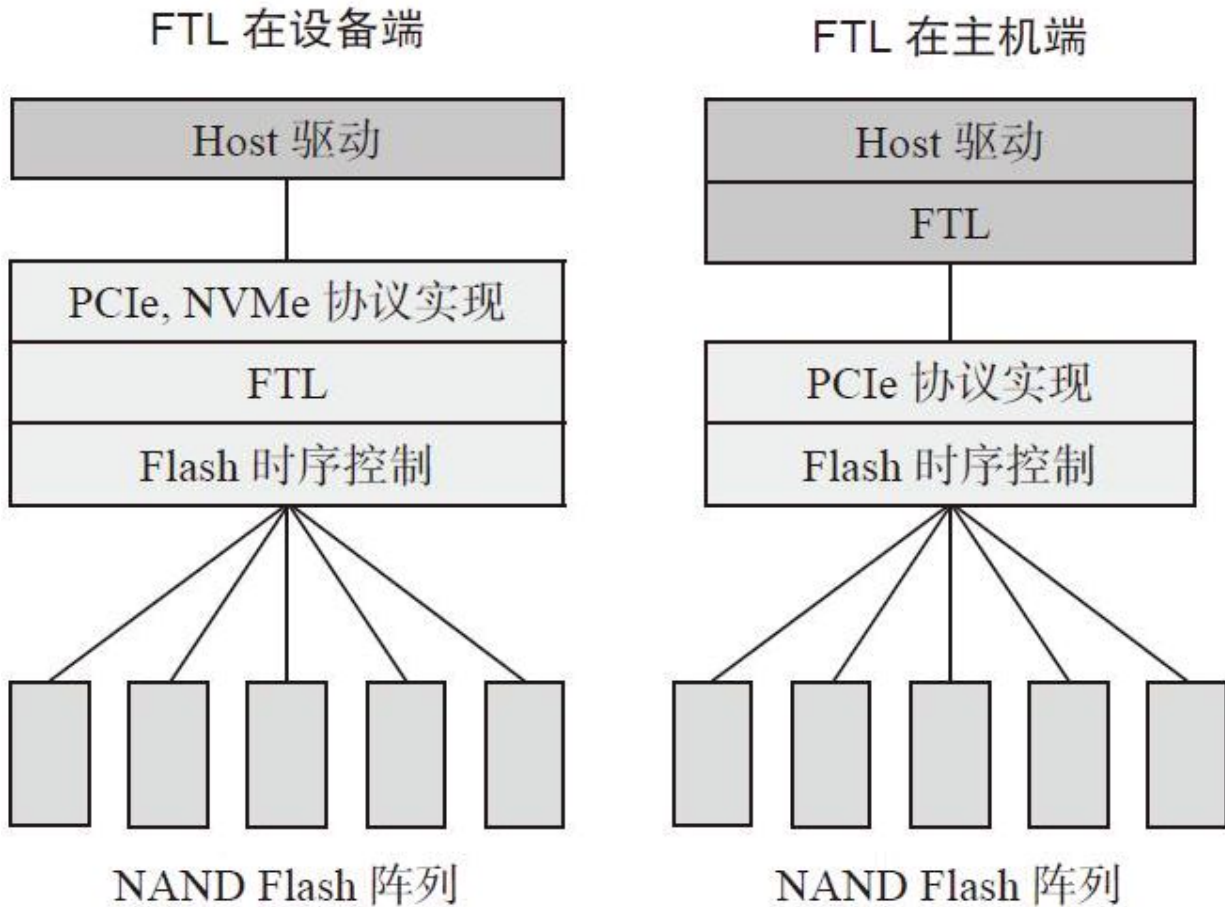 FTL 在设备端
Host 驱动
PCIe, NVMe 协议实现
FTL
Flash 时序控制
NAND Flash 阵列
FTL 在主机端
Host 驱动
FTL
PCIe 协议实现
Flash 时序控制
NAND Flash 阵列